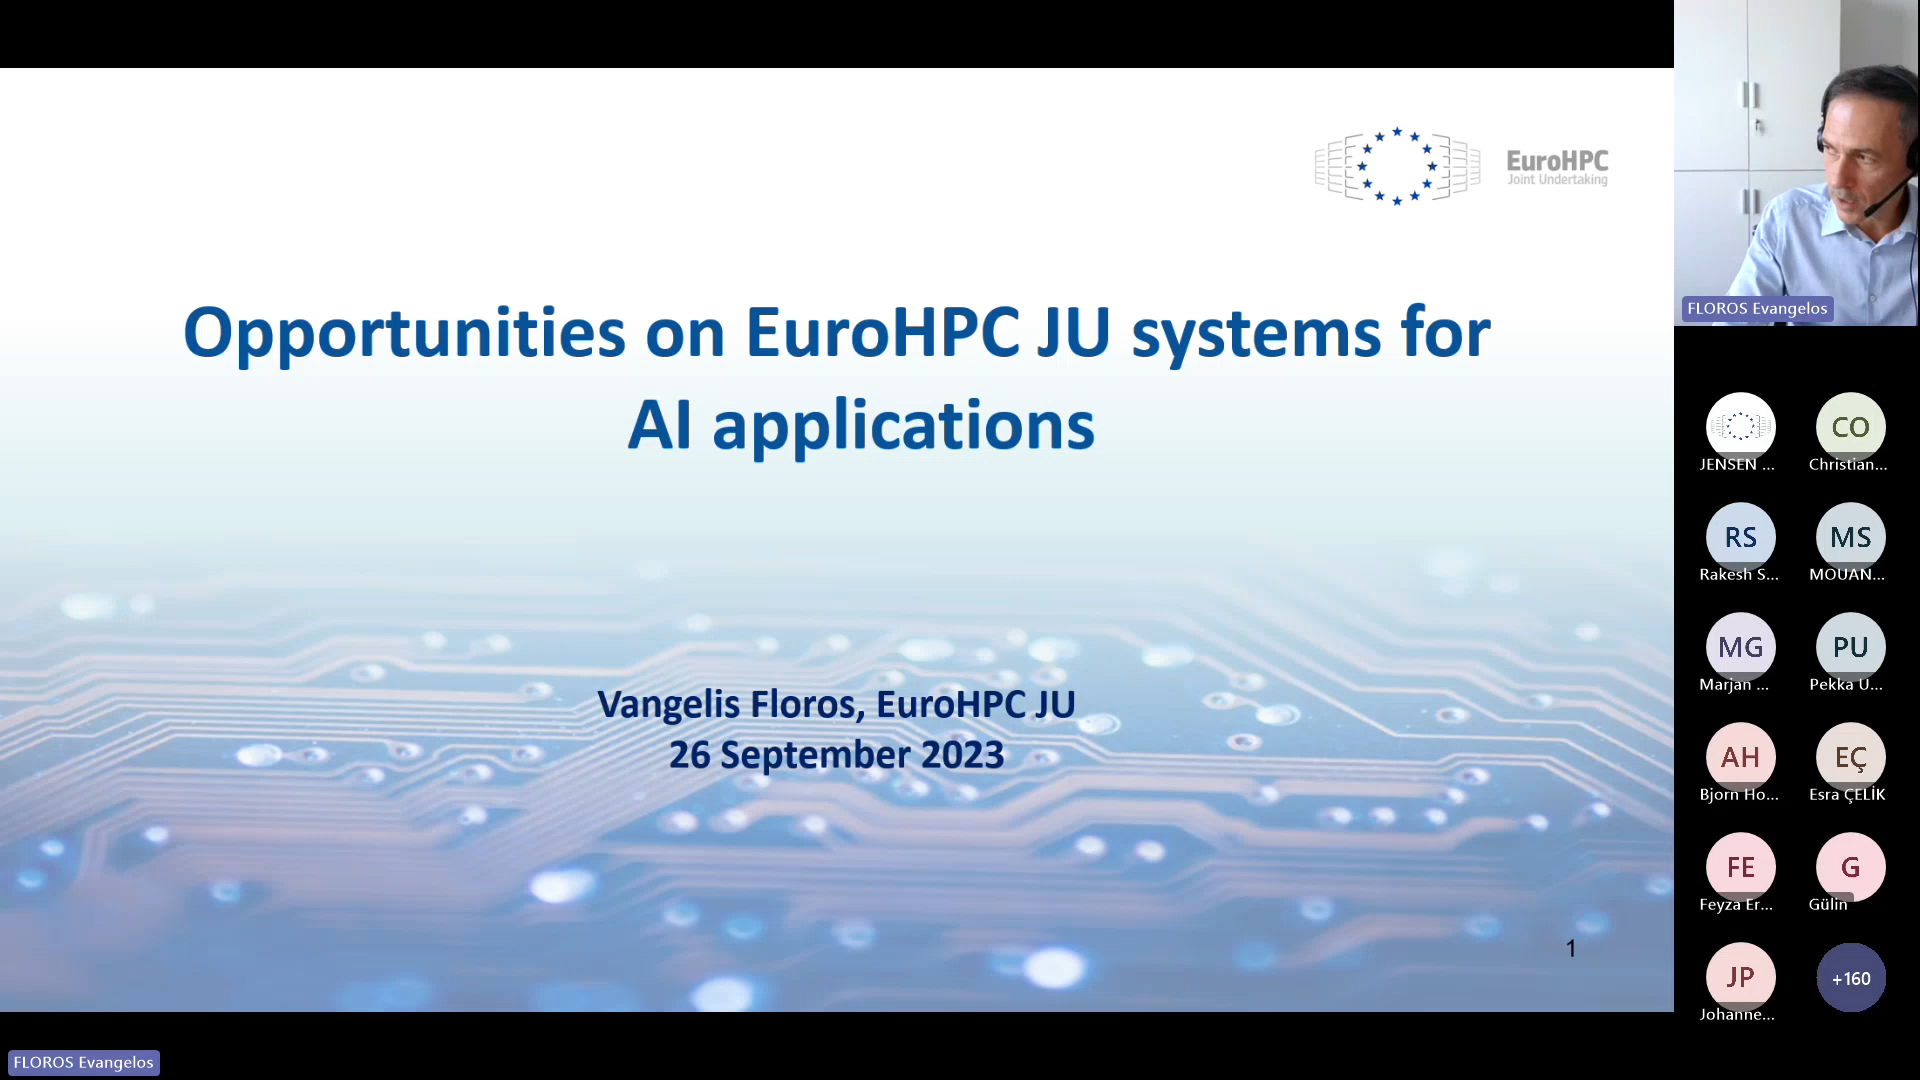 EuroHPC
Joint Undertaking
Opportunities on EuroHPC JU systems for
AI applications
Vangelis Floros, EuroHPC JU
26 September 2023
1
FLOROS Evangelos
FLOROS Evangelos
JENSEN ...
CO
Christian...
RS
Rakesh S...
MS
MOUAN...
MG
Marjan ...
PU
Pekka U...
AH
Bjorn Ho...
EÇ
Esra ÇELİK
FE
Feyza Er...
G
Gülin
JP
Johanne...
+160